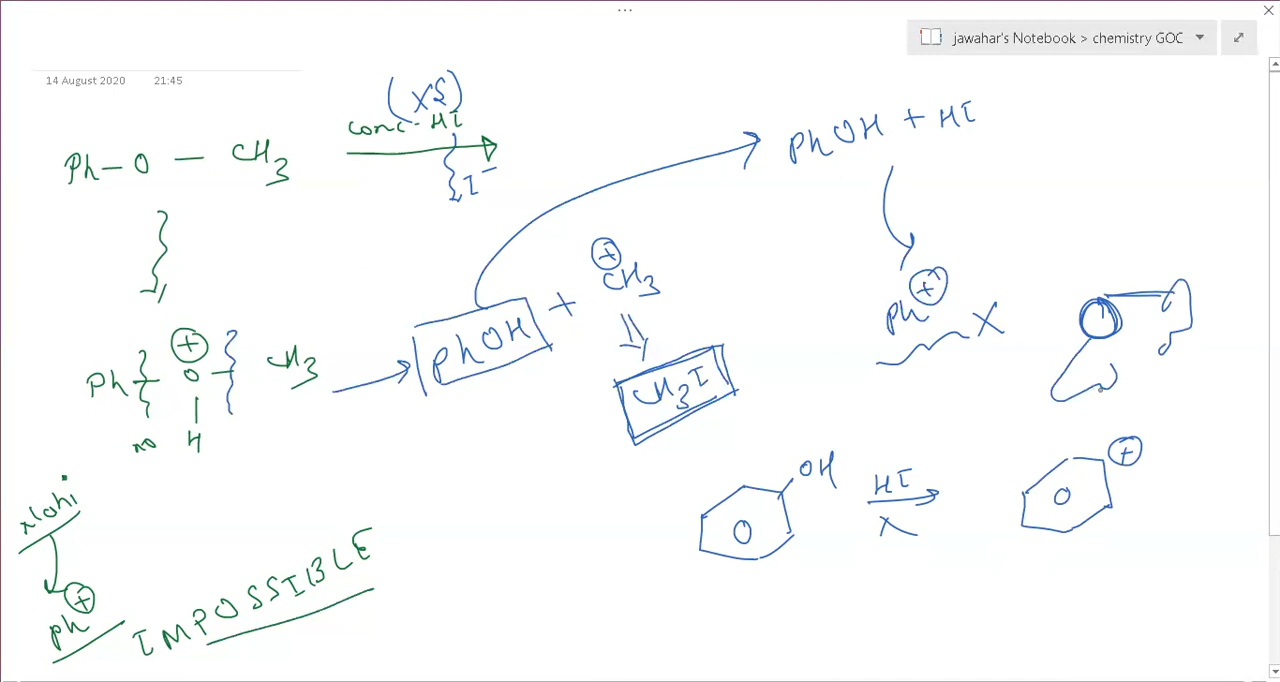 jawahar's Notebook > chemistry GOC
14 August 2020 21:45
(XS)
conc. HI
Ph-O-CH3
I-
PhOH + HI
+
CH3
PhOH +
Ph+ X
CH3I
+
Ph-O-CH3
H
no
OH
HI
X
+
Ph+
IMPOSSIBLE